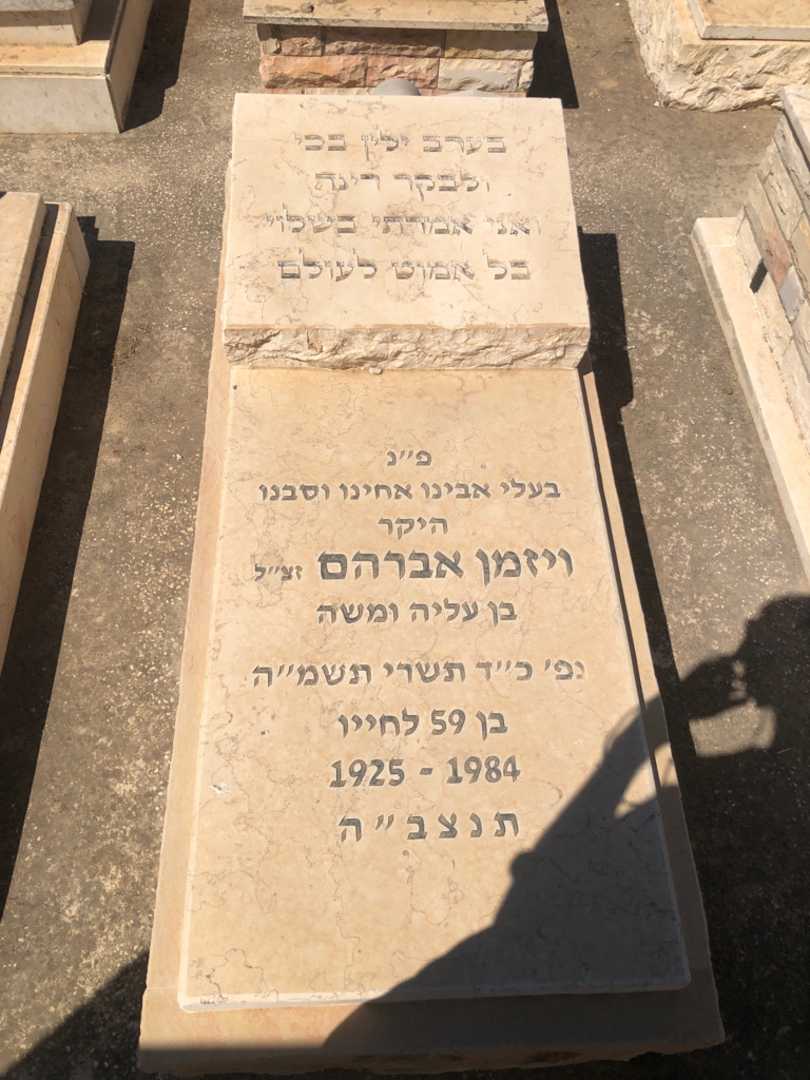 בערב ילין בכי
ולבקר רינה
ואני אמרתי בשלוי
בל אמוט לעולם
פ״נ
בעלי אבינו אחינו וסבנו
היקר
ויזמן אברהם זצ״ל
בן עליה ומשה
נפ׳ כ״ד תשרי תשמ״ה
בן 59 לחייו
1925 - 1984
תנצב״ה